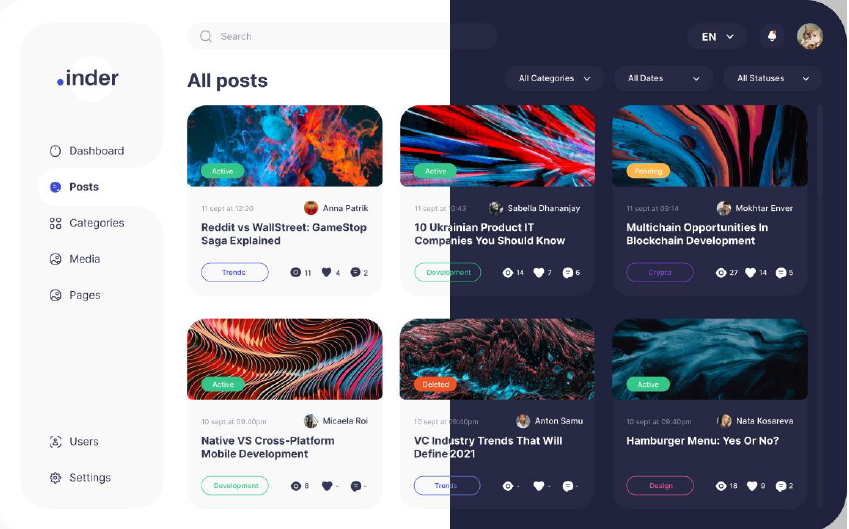 Search
EN
.inder
All posts
All Categories
All Dates
All Statuses
Dashboard
Posts
Categories
Media
Pages
Users
Settings
Active
11 sept at 12:20
Anna Patrik
Reddit vs WallStreet: GameStop
Saga Explained
Trends
11
4
2
Active
11 sept at 10:43
Sabella Dhananjay
10 Ukrainian Product IT
Companies You Should Know
Development
14
7
6
Pending
11 sept at 09:14
Mokhtar Enver
Multichain Opportunities In
Blockchain Development
Crypto
27
14
5
Active
10 sept at 09:40pm
Micaela Roi
Native VS Cross-Platform
Mobile Development
Development
8
-
-
Deleted
10 sept at 09:40pm
Anton Samu
VC Industry Trends That Will
Define 2021
Trends
-
-
-
Active
10 sept at 09:40pm
Nata Kosareva
Hamburger Menu: Yes Or No?
Design
18
9
2